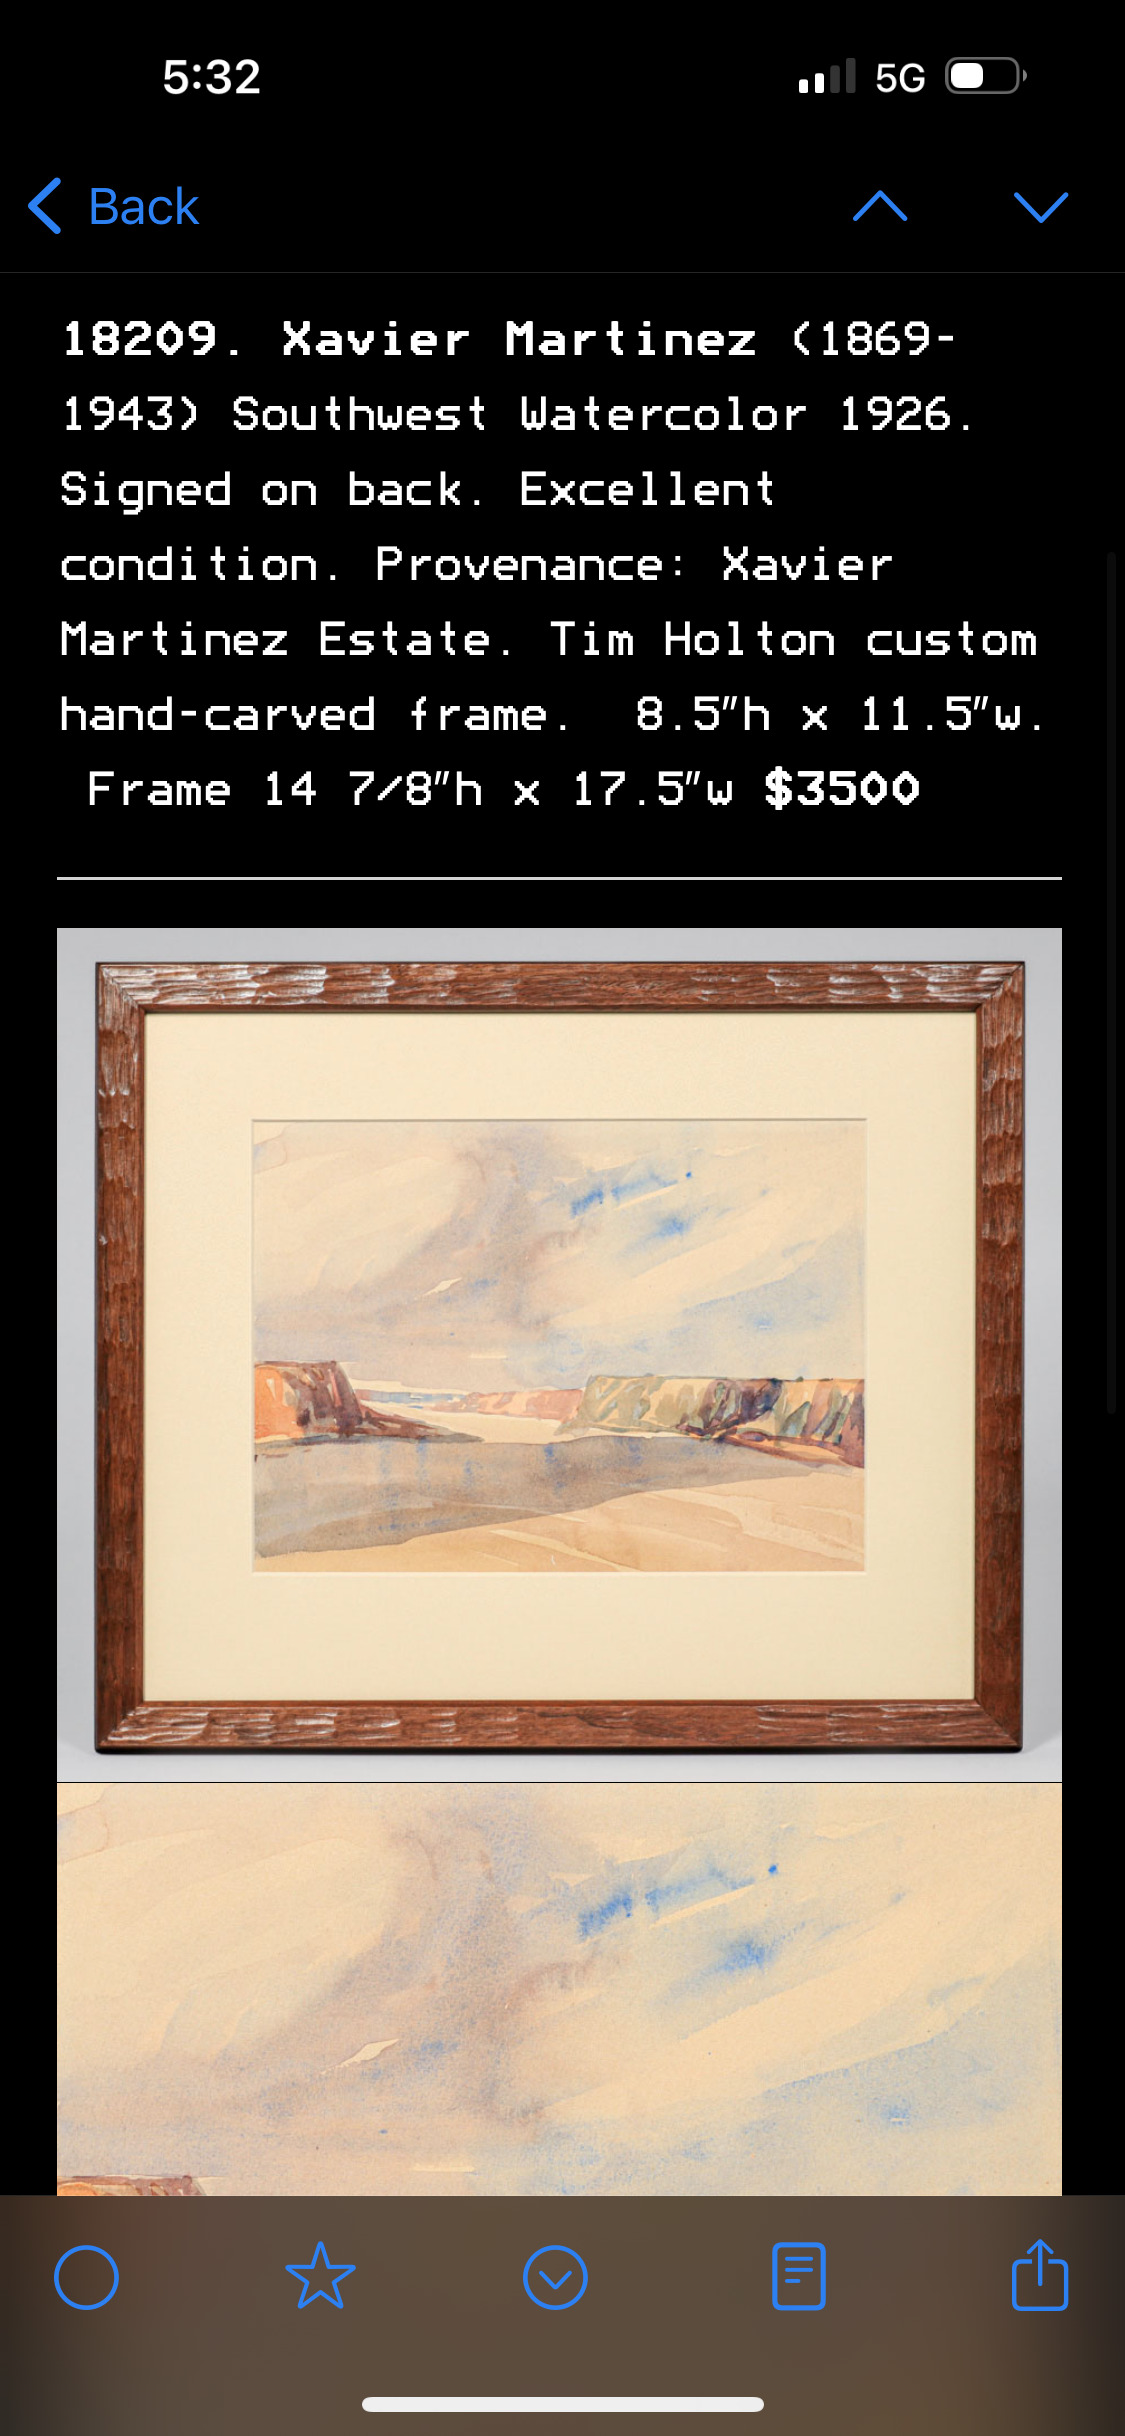 5:32
5G
Back
18209. Xavier Martinez (1869-
1943) Southwest Watercolor 1926.
Signed on back. Excellent
condition. Provenance: Xavier
Martinez Estate. Tim Holton custom
hand-carved frame.  8.5"h x 11.5"w.
Frame 14 7/8"h x 17.5"w $3500